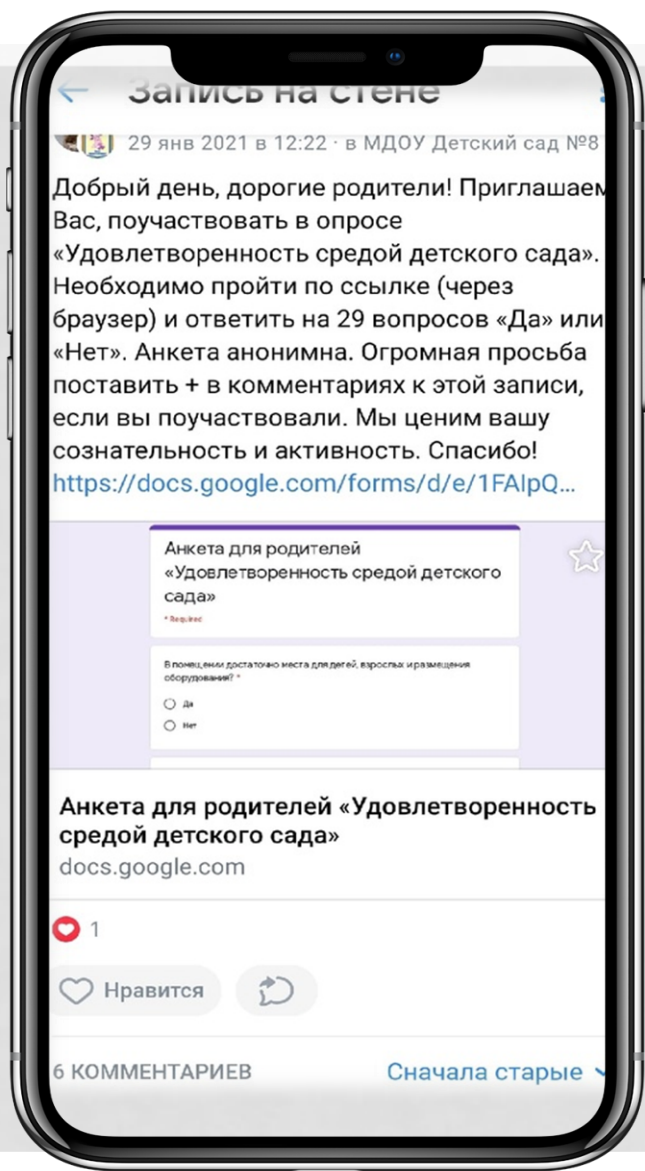 Запись на стене
29 янв 2021 в 12:22 · в МДОУ Детский сад №8
Добрый день, дорогие родители! Приглашаем
Вас, поучаствовать в опросе
«Удовлетворенность средой детского сада».
Необходимо пройти по ссылке (через
браузер) и ответить на 29 вопросов «Да» или
«Нет». Анкета анонимна. Огромная просьба
поставить + в комментариях к этой записи,
если вы поучаствовали. Мы ценим вашу
сознательность и активность. Спасибо!
https://docs.google.com/forms/d/e/1FAIpQ...
Анкета для родителей
«Удовлетворенность средой детского
сада»
* Required
В помещении достаточно места для детей, взрослых и размещения
оборудования? *
Да
Нет
Анкета для родителей «Удовлетворенность
средой детского сада»
docs.google.com
1
Нравится
6 КОММЕНТАРИЕВ
Сначала старые